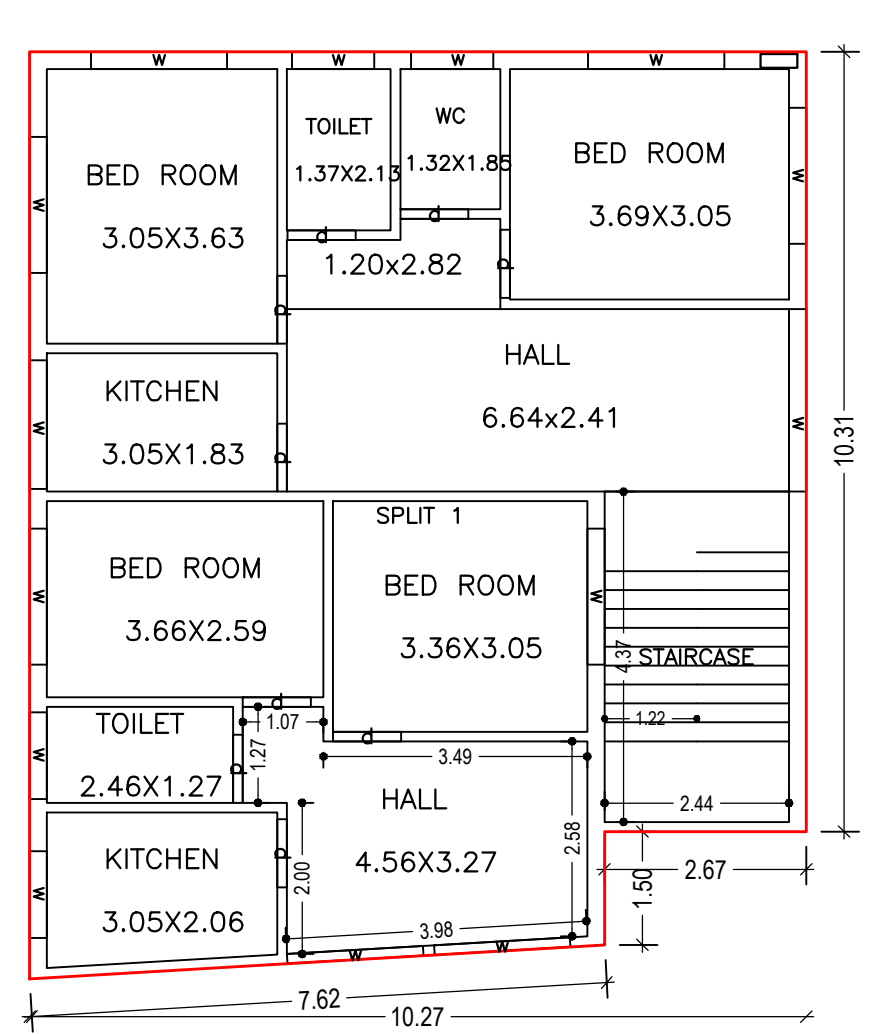 W
W
W
W
TOILET
1.37X2.13
WC
1.32X1.85
BED ROOM
3.05X3.63
BED ROOM
3.69X3.05
W
W
d
d
1.20x2.82
d
d
HALL
6.64x2.41
KITCHEN
3.05X1.83
W
W
d
10.31
SPLIT 1
BED ROOM
3.66X2.59
BED ROOM
3.36X3.05
W
W
4.37
STAIRCASE
1.22
d
TOILET
2.46X1.27
W
d
1.07
1.27
d
3.49
HALL
4.56X3.27
2.58
2.44
KITCHEN
3.05X2.06
W
d
2.00
3.98
W
W
1.50
2.67
7.62
10.27